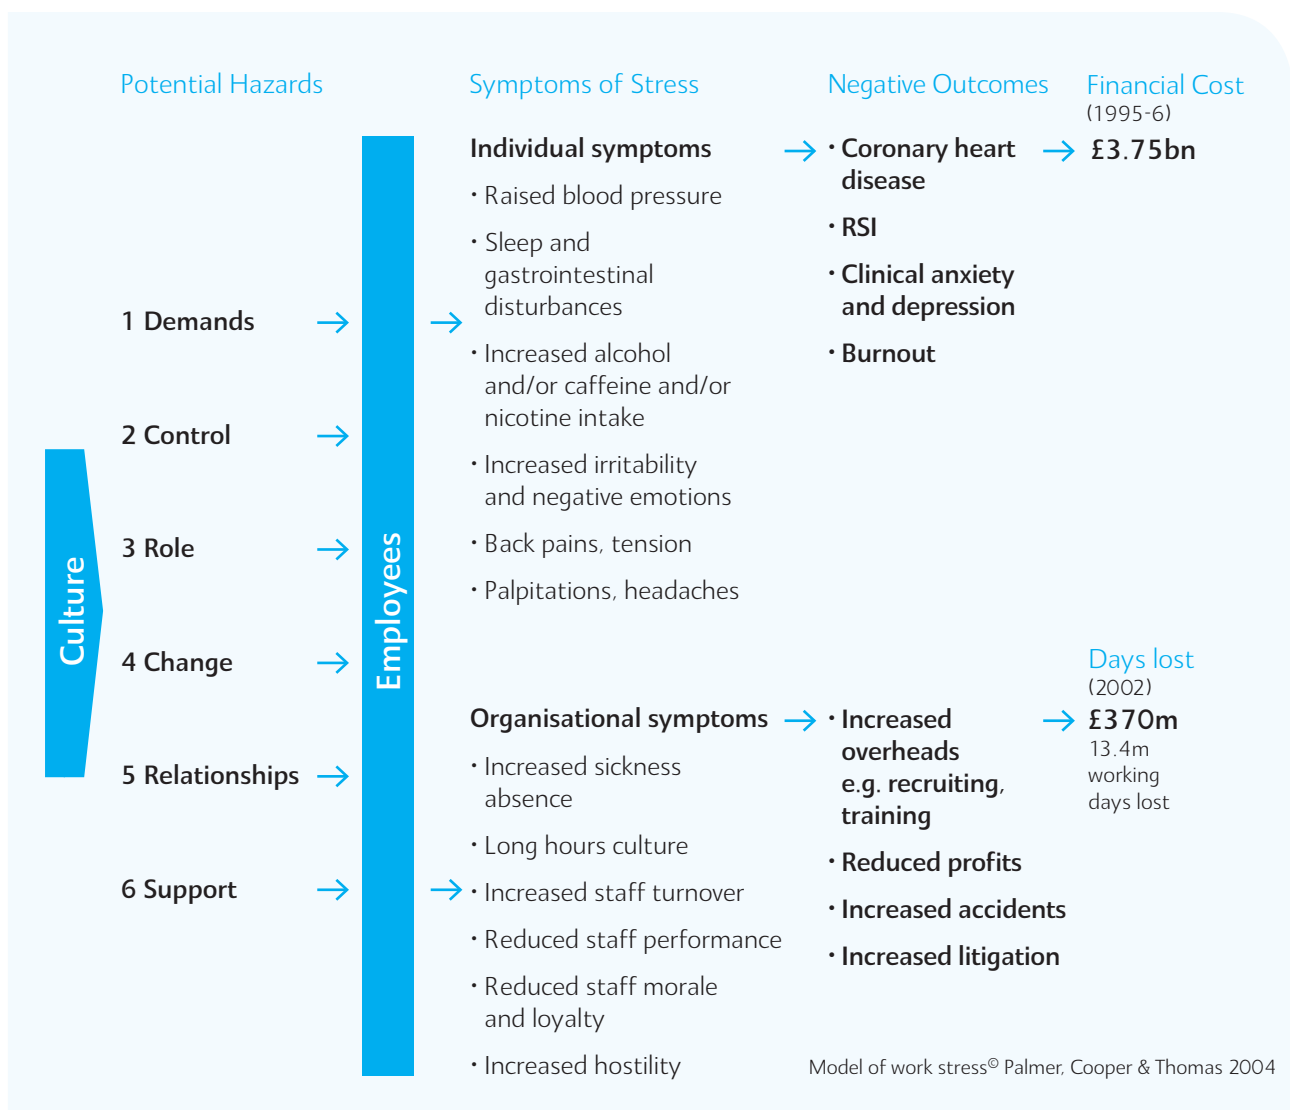 Potential Hazards
Symptoms of Stress
Negative Outcomes
Financial Cost
(1995-6)
£3.75bn
Culture
1 Demands
2 Control
3 Role
4 Change
5 Relationships
6 Support
Employees
Individual symptoms
· Raised blood pressure
· Sleep and
gastrointestinal
disturbances
· Increased alcohol
and/or caffeine and/or
nicotine intake
· Increased irritability
and negative emotions
· Back pains, tension
· Palpitations, headaches
· Coronary heart
disease
· RSI
· Clinical anxiety
and depression
· Burnout
Organisational symptoms
· Increased sickness
absence
· Long hours culture
· Increased staff turnover
· Reduced staff performance
· Reduced staff morale
and loyalty
· Increased hostility
· Increased
overheads
e.g. recruiting,
training
· Reduced profits
· Increased accidents
· Increased litigation
Days lost
(2002)
£370m
13.4m
working
days lost
Model of work stress© Palmer, Cooper & Thomas 2004